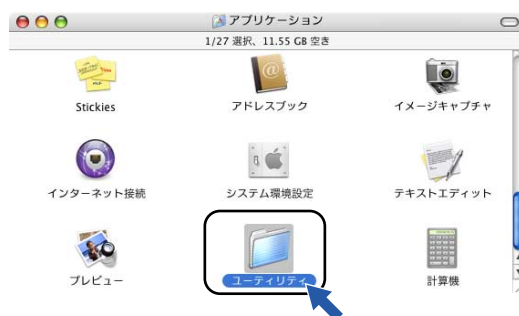 アプリケーション
1/27 選択、11.55 GB 空き
Stickies
アドレスブック
イメージキャプチャ
インターネット接続
システム環境設定
テキストエディット
プレビュー
ユーティリティ
計算機